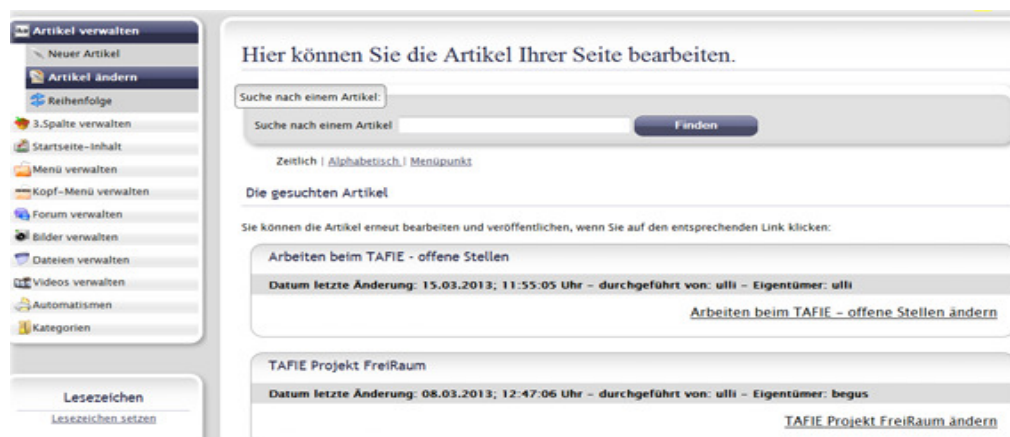 Artikel verwalten
Neuer Artikel
Artikel ändern
Reihenfolge
3.Spalte verwalten
Startseite-Inhalt
Menü verwalten
Kopf-Menü verwalten
Forum verwalten
Bilder verwalten
Dateien verwalten
Videos verwalten
Automatismen
Kategorien
Lesezeichen
Lesezeichen setzen
Hier können Sie die Artikel Ihrer Seite bearbeiten.
Suche nach einem Artikel:
Suche nach einem Artikel Finden
Zeitlich | Alphabetisch | Menüpunkt
Die gesuchten Artikel
Sie können die Artikel erneut bearbeiten und veröffentlichen, wenn Sie auf den entsprechenden Link klicken:
Arbeiten beim TAFIE - offene Stellen
Datum letzte Änderung: 15.03.2013; 11:55:05 Uhr – durchgeführt von: ulli – Eigentümer: ulli
Arbeiten beim TAFIE – offene Stellen ändern
TAFIE Projekt FreiRaum
Datum letzte Änderung: 08.03.2013; 12:47:06 Uhr – durchgeführt von: ulli – Eigentümer: begus
TAFIE Projekt FreiRaum ändern